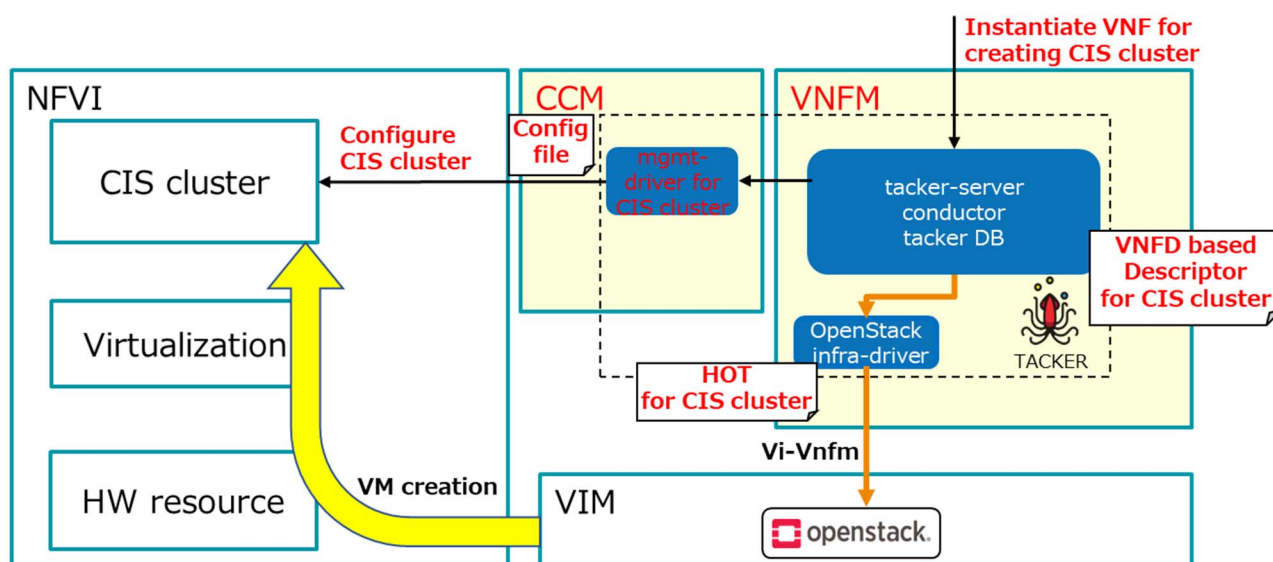 Instantiate VNF for
creating CIS cluster
NFVI
CCM
VNFM
CIS cluster
Configure
CIS cluster
Config
file
mgmt-
driver for
CIS cluster
tacker-server
conductor
tacker DB
VNFD based
Descriptor
for CIS cluster
Virtualization
OpenStack
infra-driver
TACKER
HOT
for CIS cluster
Vi-Vnfm
HW resource
VM creation
VIM
openstack.